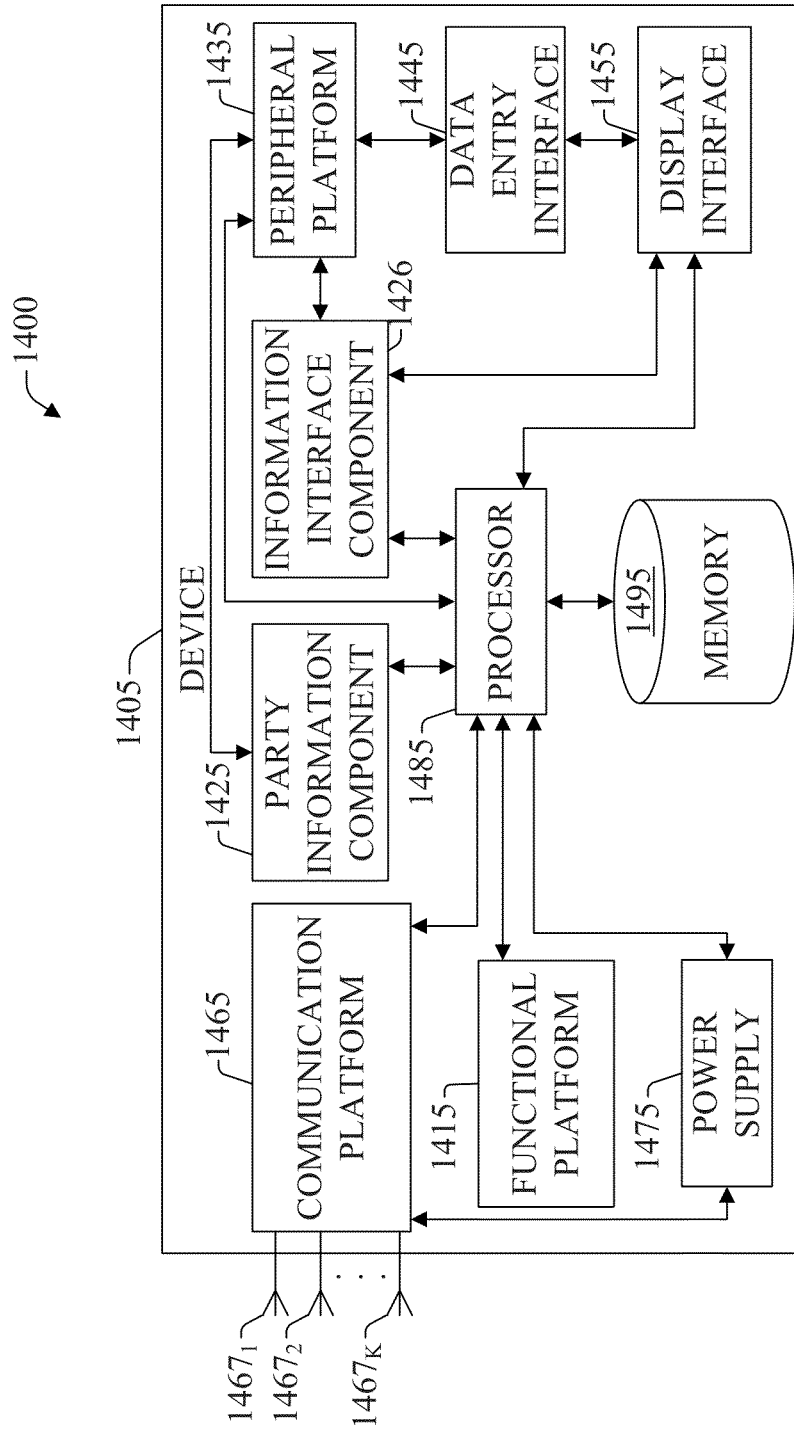 1400
1405
DEVICE
1467₁
1467₂
. . .
1467K
1465
COMMUNICATION
PLATFORM
1425
PARTY
INFORMATION
COMPONENT
INFORMATION
INTERFACE
COMPONENT
1426
1435
PERIPHERAL
PLATFORM
1415
FUNCTIONAL
PLATFORM
1485
PROCESSOR
1445
DATA
ENTRY
INTERFACE
1475
POWER
SUPPLY
1495
MEMORY
1455
DISPLAY
INTERFACE